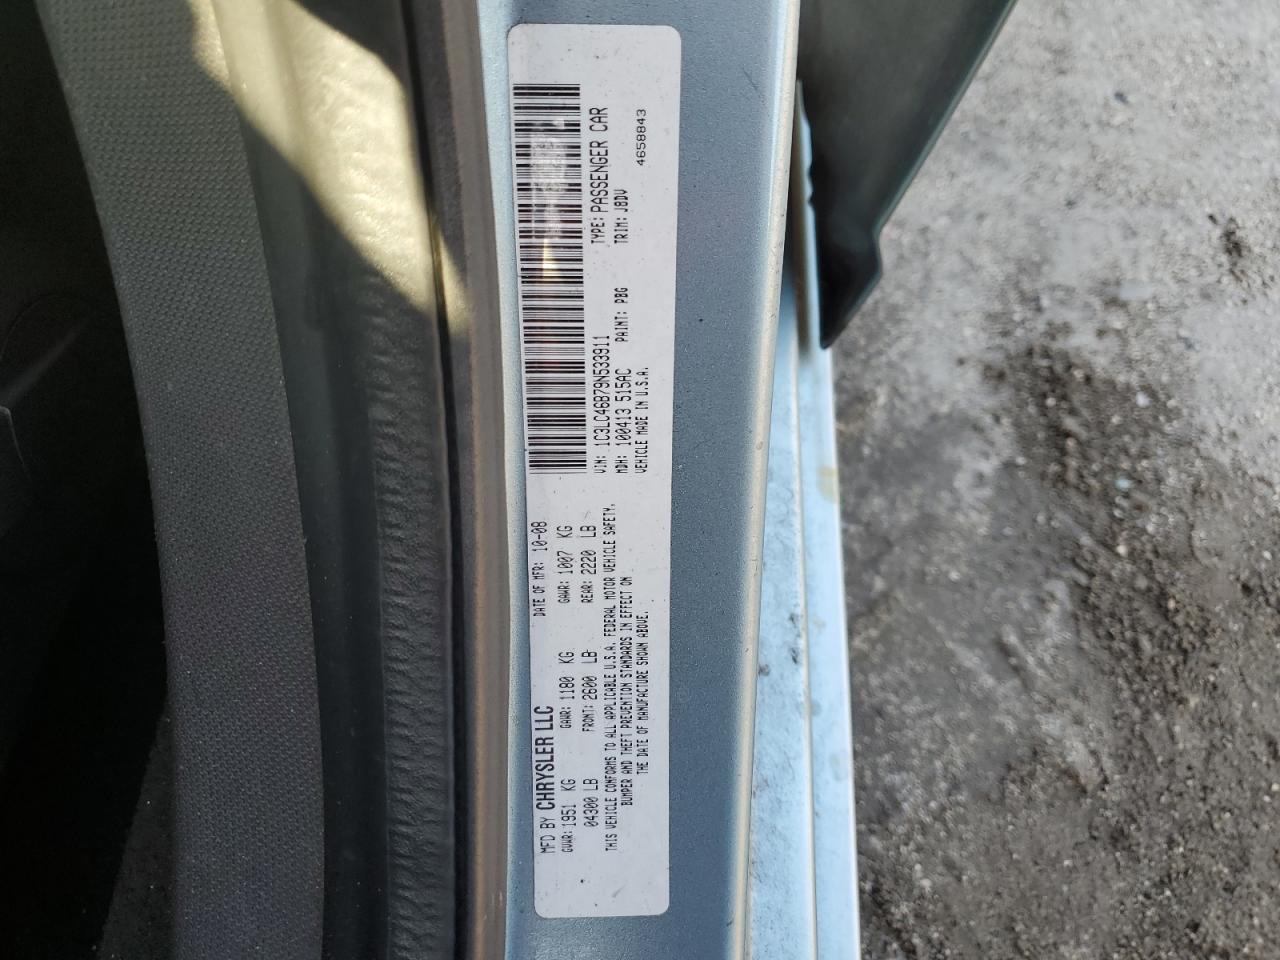 MFD BY CHRYSLER LLC DATE OF MFR: 10-08
GVWR: 1951 KG GAWR: 1180 KG GAWR: 1007 KG
04300 LB FRONT: 2600 LB REAR: 2220 LB
THIS VEHICLE CONFORMS TO ALL APPLICABLE U.S.A. FEDERAL MOTOR VEHICLE SAFETY,
BUMPER AND THEFT PREVENTION STANDARDS IN EFFECT ON
THE DATE OF MANUFACTURE SHOWN ABOVE.
VIN: 1C3LC46B79N533911 TYPE: PASSENGER CAR
MDH: 100413 515AC PAINT: PBG TRIM: J8DV
VEHICLE MADE IN U.S.A. 4658843